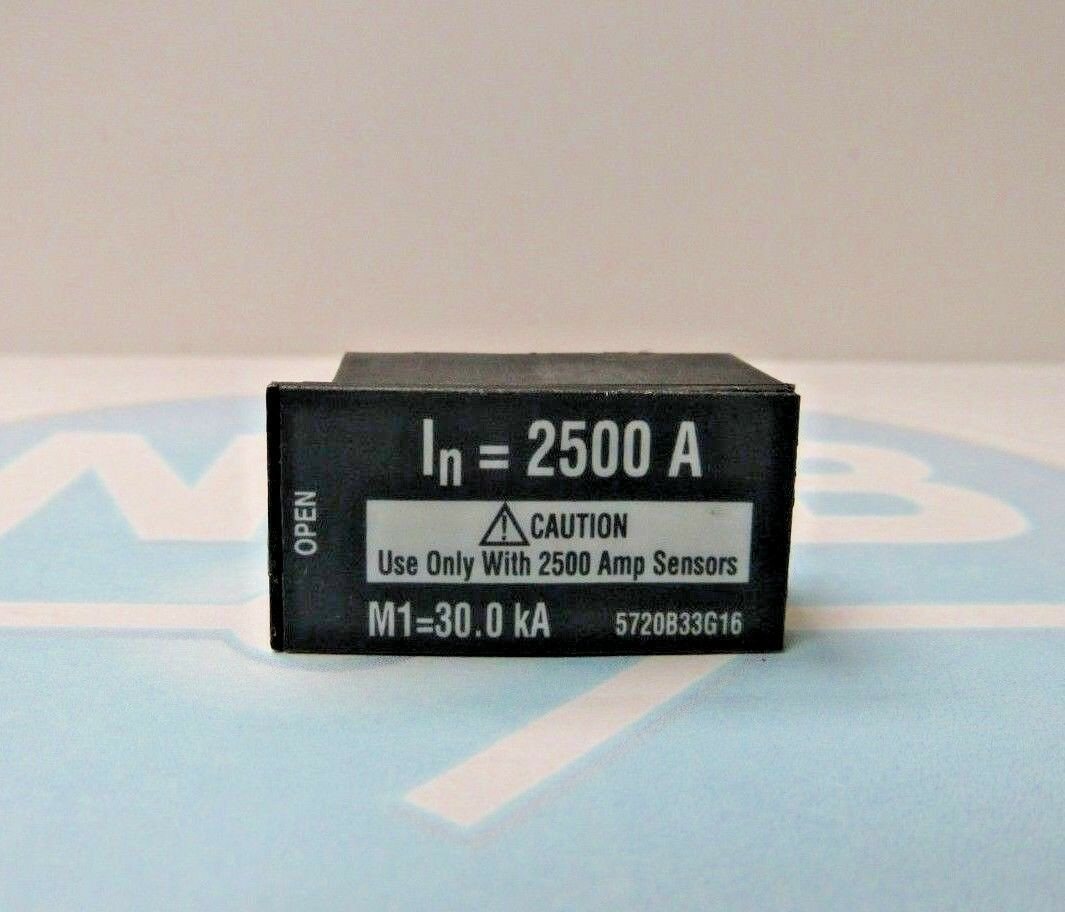 In = 2500 A
OPEN
⚠ CAUTION
Use Only With 2500 Amp Sensors
M1=30.0 kA
5720B33G16